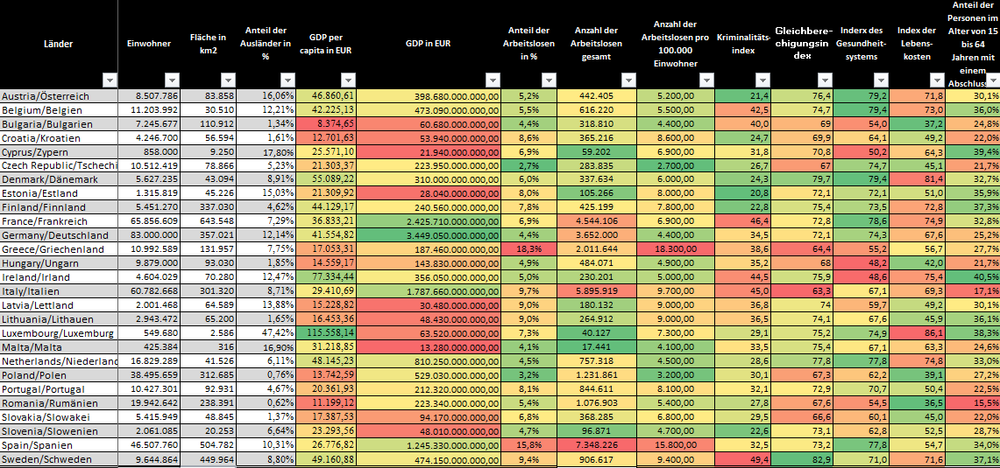 Länder Einwohner Fläche in km2 Anteil der Ausländer in % GDP per capita in EUR GDP in EUR Anteil der Arbeitslosen in % Anzahl der Arbeitslosen gesamt Anzahl der Arbeitslosen pro 100.000 Einwohner Kriminalitäts-index Gleichbere-chigungsindex Inderx des Gesundheit-systems Index der Lebens-kosten Anteil der Personen im Alter von 15 bis 64 Jahren mit einem Abschluss
Austria/Österreich 8.507.786 83.858 16,06% 46.860,61 398.680.000.000,00 5,2% 442.405 5.200,00 21,4 76,4 79,2 71,8 30,1%
Belgium/Belgien 11.203.992 30.510 12,21% 42.225,13 473.090.000.000,00 5,5% 616.220 5.500,00 42,5 74,7 79,4 73,0 36,0%
Bulgaria/Bulgarien 7.245.677 110.912 1,34% 8.374,65 60.680.000.000,00 4,4% 318.810 4.400,00 40,0 69 54,0 37,2 24,8%
Croatia/Kroatien 4.246.700 56.594 1,61% 12.701,63 53.940.000.000,00 8,6% 365.216 8.600,00 24,7 69,9 64,1 49,2 22,0%
Cyprus/Zypern 858.000 9.250 17,80% 25.571,10 21.940.000.000,00 6,9% 59.202 6.900,00 31,8 70,8 50,2 64,3 39,4%
Czech Republic/Tschechi 10.512.419 78.866 5,23% 21.303,37 223.950.000.000,00 2,7% 283.835 2.700,00 26,7 67 74,7 45,1 21,7%
Denmark/Dänemark 5.627.235 43.094 8,91% 55.089,22 310.000.000.000,00 6,0% 337.634 6.000,00 24,3 79,7 79,4 81,4 32,7%
Estonia/Estland 1.315.819 45.226 15,03% 21.309,92 28.040.000.000,00 8,0% 105.266 8.000,00 20,8 72,1 72,1 51,0 35,9%
Finland/Finnland 5.451.270 337.030 4,62% 44.129,17 240.560.000.000,00 7,8% 425.199 7.800,00 22,8 75,4 73,5 72,8 37,3%
France/Frankreich 65.856.609 643.548 7,29% 36.833,21 2.425.710.000.000,00 6,9% 4.544.106 6.900,00 46,4 72,8 78,6 74,9 32,8%
Germany/Deutschland 83.000.000 357.021 12,14% 41.554,82 3.449.050.000.000,00 4,4% 3.652.000 4.400,00 34,5 72,1 74,3 67,6 25,2%
Greece/Griechenland 10.992.589 131.957 7,75% 17.053,31 187.460.000.000,00 18,3% 2.011.644 18.300,00 38,6 64,4 55,2 56,7 27,7%
Hungary/Ungarn 9.879.000 93.030 1,85% 14.559,17 143.830.000.000,00 4,9% 484.071 4.900,00 35,2 68 48,2 42,0 21,7%
Ireland/Irland 4.604.029 70.280 12,47% 77.334,44 356.050.000.000,00 5,0% 230.201 5.000,00 44,5 75,9 48,6 75,4 40,5%
Italy/Italien 60.782.668 301.320 8,71% 29.410,69 1.787.660.000.000,00 9,7% 5.895.919 9.700,00 45,0 63,3 67,1 69,3 17,1%
Latvia/Lettland 2.001.468 64.589 13,88% 15.228,82 30.480.000.000,00 9,0% 180.132 9.000,00 36,8 74 59,7 49,2 30,1%
Lithuania/Lithauen 2.943.472 65.200 1,65% 16.453,36 48.430.000.000,00 9,0% 264.912 9.000,00 36,5 74,1 67,6 45,9 36,1%
Luxembourg/Luxemburg 549.680 2.586 47,42% 115.558,14 63.520.000.000,00 7,3% 40.127 7.300,00 29,1 75,2 74,9 86,1 38,3%
Malta/Malta 425.384 316 16,90% 31.218,85 13.280.000.000,00 4,1% 17.441 4.100,00 33,5 75,4 67,1 63,3 24,6%
Netherlands/Niederland 16.829.289 41.526 6,11% 48.145,23 810.250.000.000,00 4,5% 757.318 4.500,00 28,6 77,8 77,8 74,8 33,0%
Poland/Polen 38.495.659 312.685 0,76% 13.742,59 529.030.000.000,00 3,2% 1.231.861 3.200,00 30,1 67,3 62,2 39,1 27,2%
Portugal/Portugal 10.427.301 92.931 4,67% 20.361,93 212.320.000.000,00 8,1% 844.611 8.100,00 32,1 72,9 70,7 50,4 22,5%
Romania/Rumänien 19.942.642 238.391 0,62% 11.199,12 223.340.000.000,00 5,4% 1.076.903 5.400,00 27,8 67,6 54,5 36,5 15,5%
Slovakia/Slowakei 5.415.949 48.845 1,37% 17.387,53 94.170.000.000,00 6,8% 368.285 6.800,00 29,5 66,6 60,1 45,0 22,0%
Slovenia/Slowenien 2.061.085 20.253 6,64% 23.293,56 48.010.000.000,00 4,7% 96.871 4.700,00 22,6 73,1 62,8 52,5 28,7%
Spain/Spanien 46.507.760 504.782 10,31% 26.776,82 1.245.330.000.000,00 15,8% 7.348.226 15.800,00 32,5 73,2 77,8 54,7 34,0%
Sweden/Schweden 9.644.864 449.964 8,80% 49.160,88 474.150.000.000,00 9,4% 906.617 9.400,00 49,4 82,9 71,0 71,6 37,1%